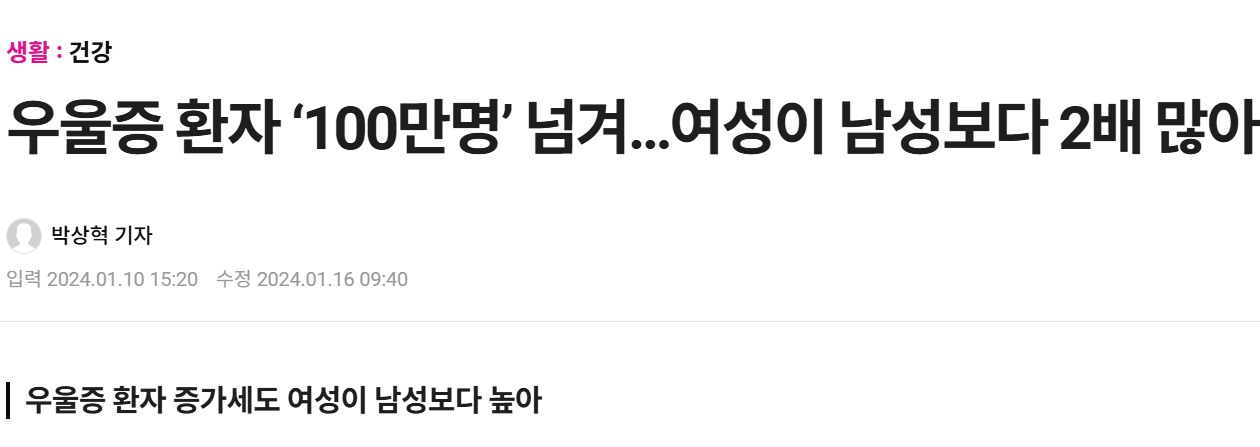 생활 : 건강
우울증 환자 ‘100만명’ 넘겨...여성이 남성보다 2배 많아
박상혁 기자
입력 2024.01.10 15:20 수정 2024.01.16 09:40
우울증 환자 증가세도 여성이 남성보다 높아